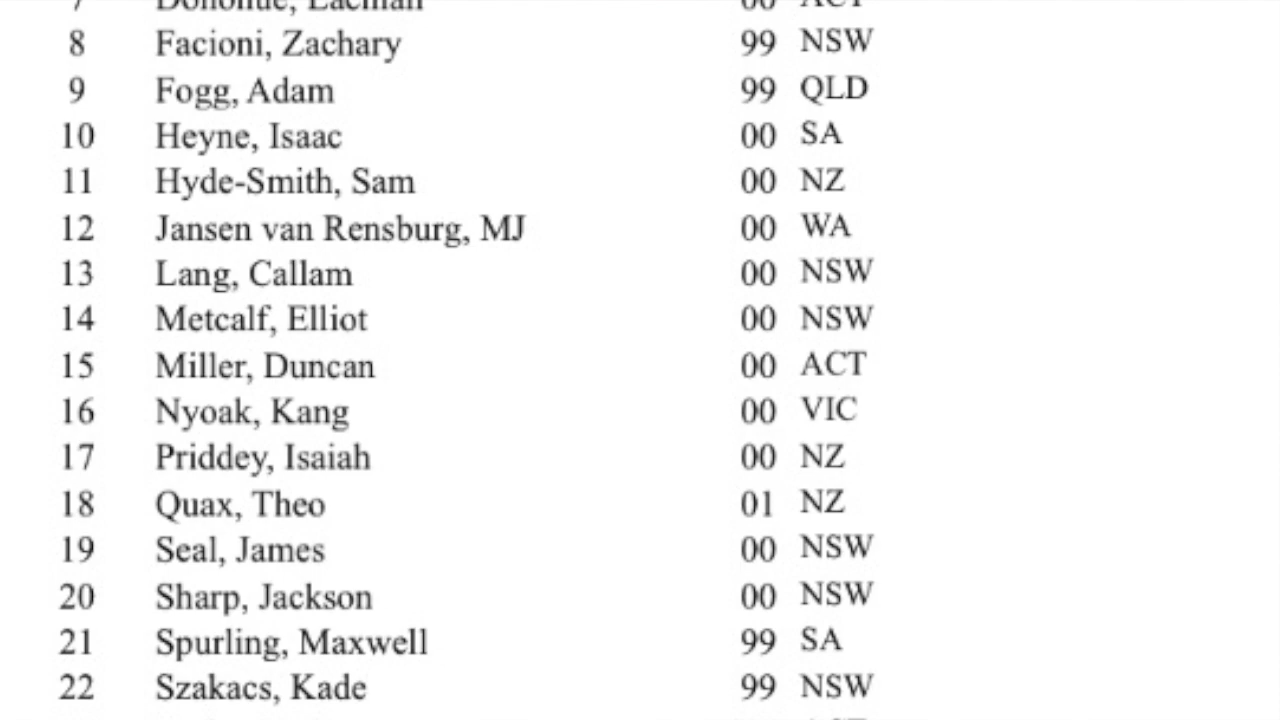 8 Facioni, Zachary 99 NSW
9 Fogg, Adam 99 QLD
10 Heyne, Isaac 00 SA
11 Hyde-Smith, Sam 00 NZ
12 Jansen van Rensburg, MJ 00 WA
13 Lang, Callam 00 NSW
14 Metcalf, Elliot 00 NSW
15 Miller, Duncan 00 ACT
16 Nyoak, Kang 00 VIC
17 Priddey, Isaiah 00 NZ
18 Quax, Theo 01 NZ
19 Seal, James 00 NSW
20 Sharp, Jackson 00 NSW
21 Spurling, Maxwell 99 SA
22 Szakacs, Kade 99 NSW